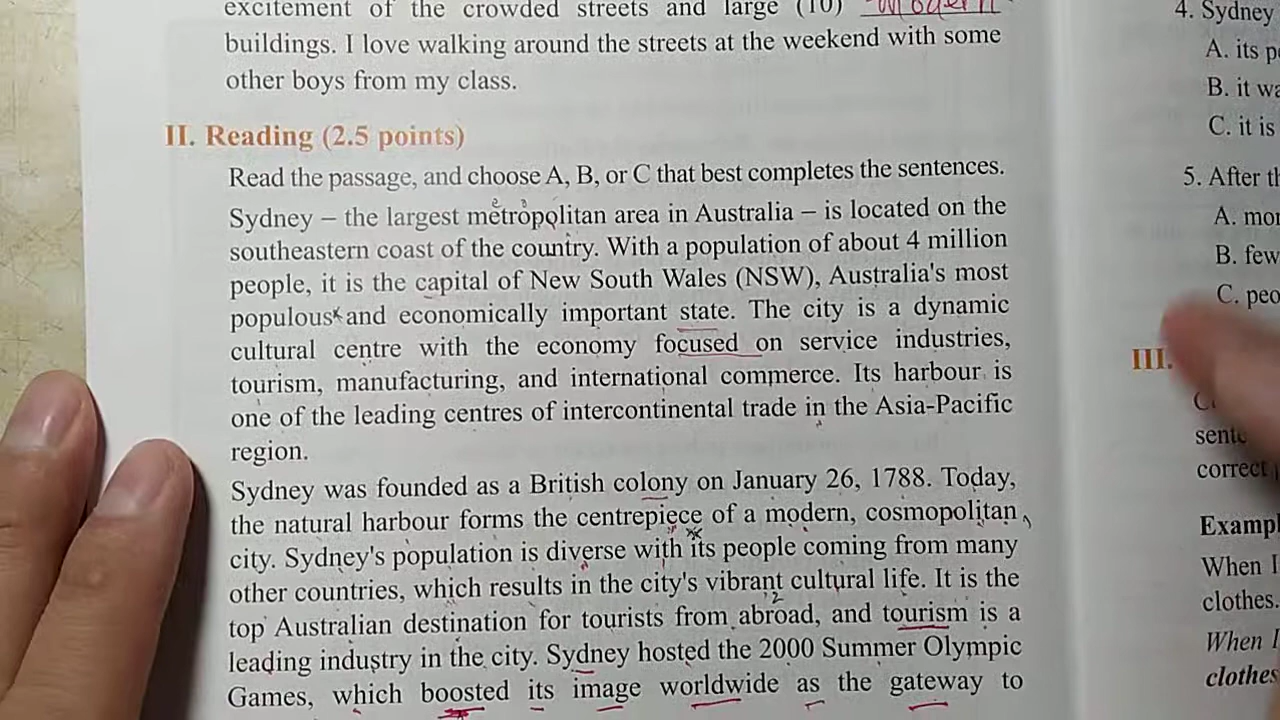 excitement of the crowded streets and large (10) modern
buildings. I love walking around the streets at the weekend with some
other boys from my class.
II. Reading (2.5 points)
Read the passage, and choose A, B, or C that best completes the sentences.
Sydney – the largest metropolitan area in Australia – is located on the
southeastern coast of the country. With a population of about 4 million
people, it is the capital of New South Wales (NSW), Australia's most
populous and economically important state. The city is a dynamic
cultural centre with the economy focused on service industries,
tourism, manufacturing, and international commerce. Its harbour is
one of the leading centres of intercontinental trade in the Asia-Pacific
region.
Sydney was founded as a British colony on January 26, 1788. Today,
the natural harbour forms the centrepiece of a modern, cosmopolitan
city. Sydney's population is diverse with its people coming from many
other countries, which results in the city's vibrant cultural life. It is the
top Australian destination for tourists from abroad, and tourism is a
leading industry in the city. Sydney hosted the 2000 Summer Olympic
Games, which boosted its image worldwide as the gateway to
4. Sydney
A. its
B. it
C. it is
5. After
A.
B. few
C.
III.
correct
When I
clothes.
When I
clothes